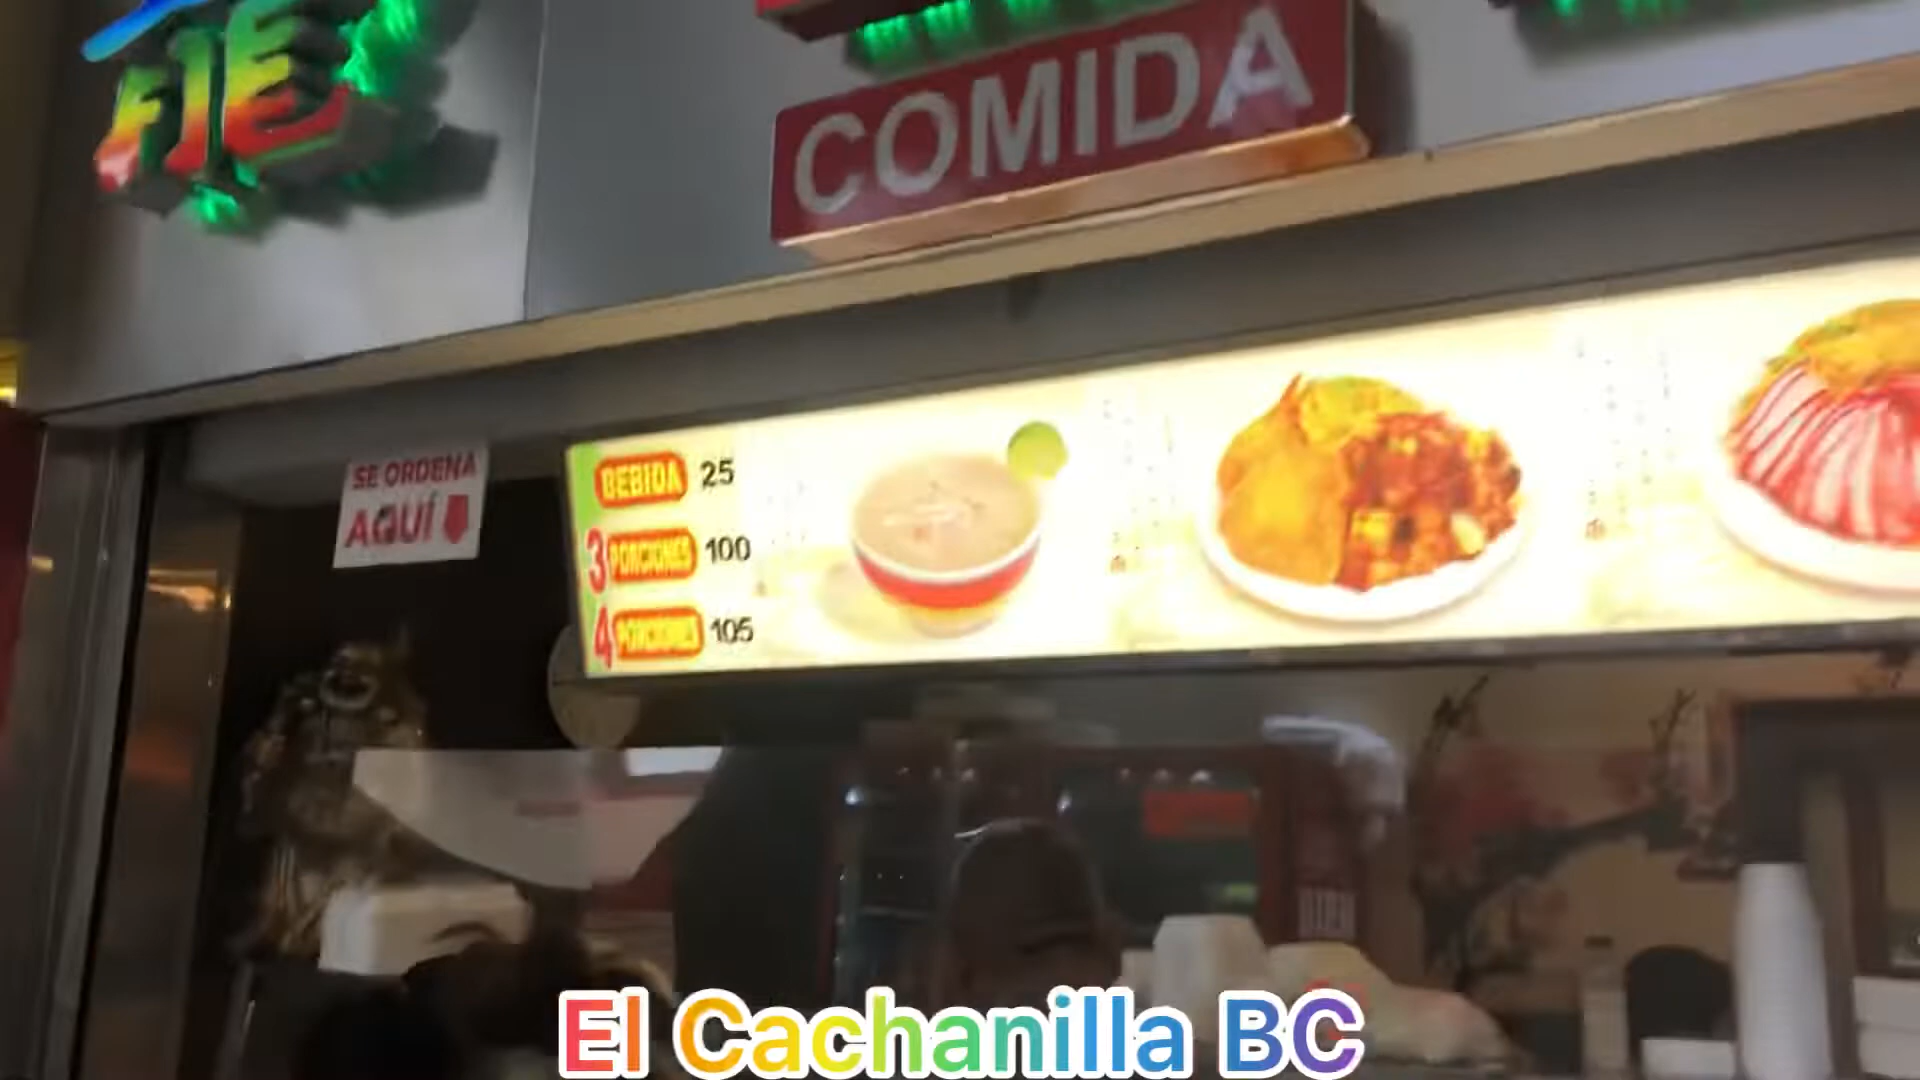 FIE
COMIDA
SE ORDENA
AQUÍ
BEBIDA 25
3 PORCIONES 100
4 PORCIONES 105
El Cachanilla BC